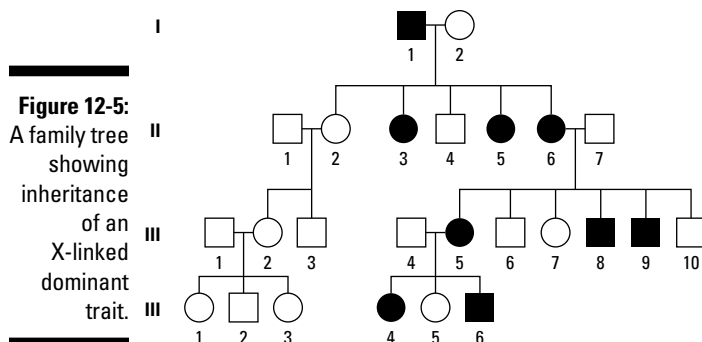 I
1 2
Figure 12-5:
A family tree
showing
inheritance
of an
X-linked
dominant
trait.
II
1 2 3 4 5 6 7
III
1 2 3 4 5 6 7 8 9 10
III
1 2 3 4 5 6